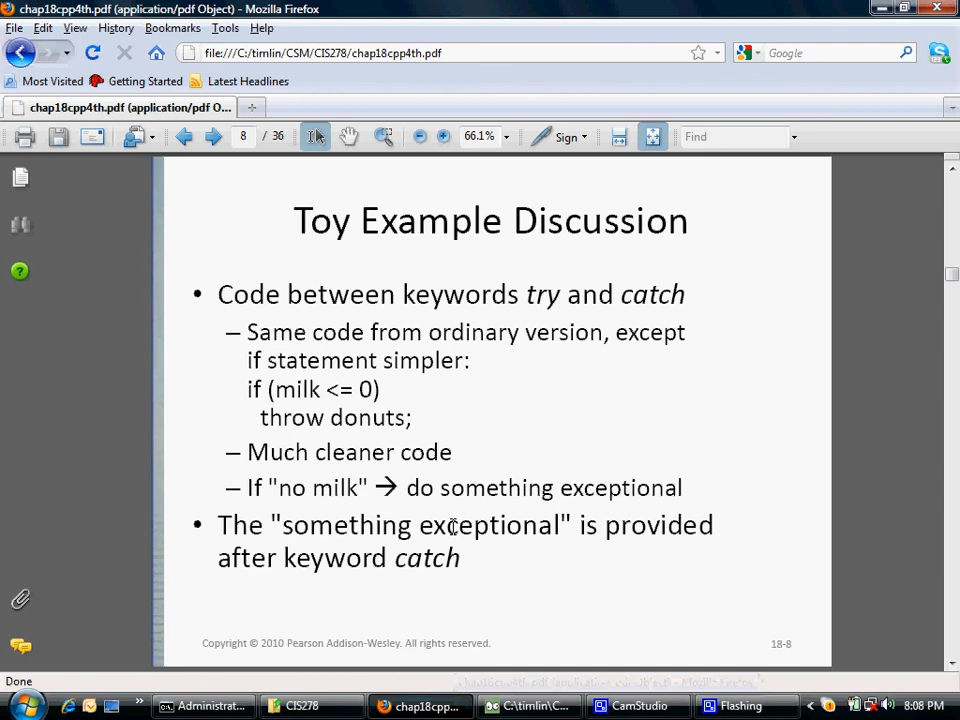 chap18cpp4th.pdf (application/pdf Object) - Mozilla Firefox
File Edit View History Bookmarks Tools Help
file:///C:/timlin/CSM/CIS278/chap18cpp4th.pdf
Google
Most Visited Getting Started Latest Headlines
chap18cpp4th.pdf (application/pdf O...
8 / 36 66.1% Sign Find
Toy Example Discussion
• Code between keywords try and catch
– Same code from ordinary version, except
if statement simpler:
if (milk <= 0)
throw donuts;
– Much cleaner code
– If "no milk" → do something exceptional
• The "something exceptional" is provided
after keyword catch
Copyright © 2010 Pearson Addison-Wesley. All rights reserved. 18-8
Done
Administrat... CIS278 chap18cpp... C:\timlin\C... CamStudio Flashing 8:08 PM